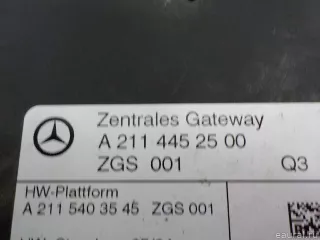 Zentrales Gateway
A 211 445 25 00
ZGS 001 Q3
HW-Plattform
A 211 540 35 45 ZGS 001